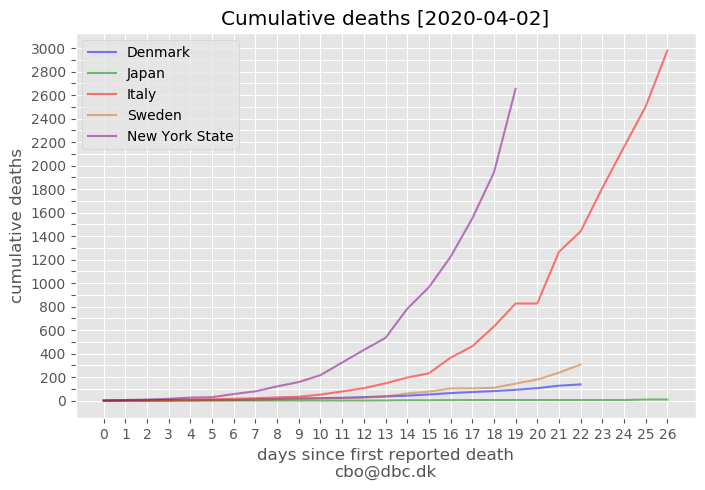 Cumulative deaths [2020-04-02]
Denmark
Japan
Italy
Sweden
New York State
cumulative deaths
3000
2800
2600
2400
2200
2000
1800
1600
1400
1200
1000
800
600
400
200
0
0 1 2 3 4 5 6 7 8 9 10 11 12 13 14 15 16 17 18 19 20 21 22 23 24 25 26
days since first reported death
cbo@dbc.dk